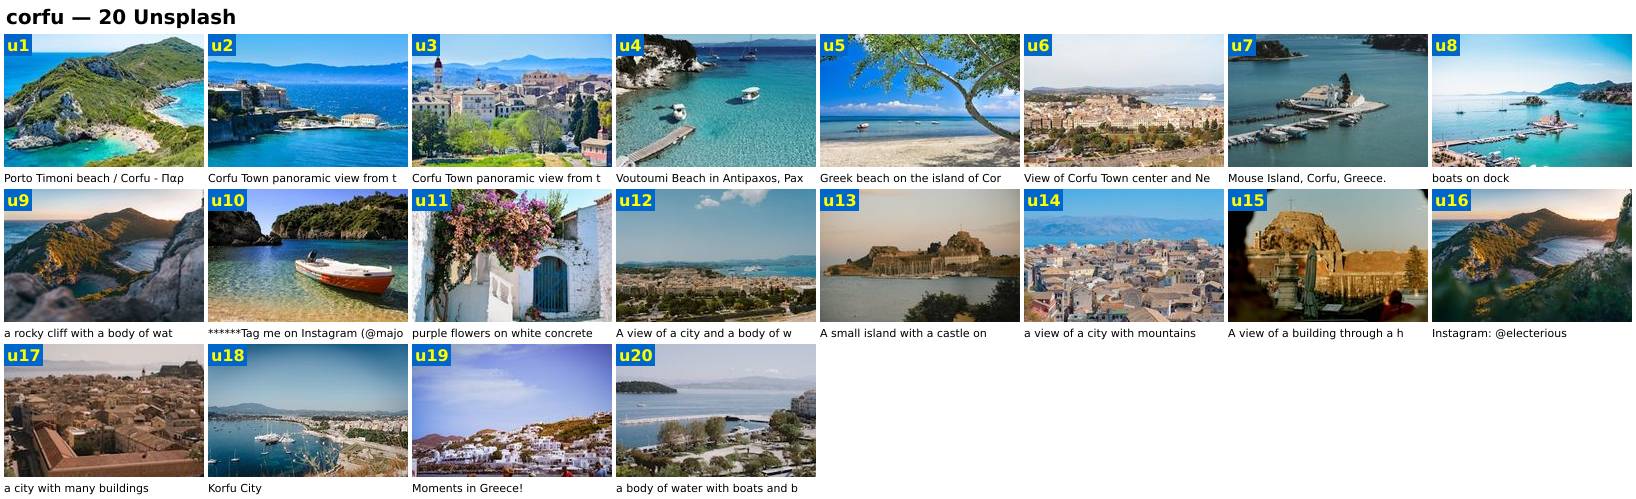 corfu — 20 Unsplash
u1
u2
u3
u4
u5
u6
u7
u8
Porto Timoni beach / Corfu - Παρ
Corfu Town panoramic view from t
Corfu Town panoramic view from t
Voutoumi Beach in Antipaxos, Pax
Greek beach on the island of Cor
View of Corfu Town center and Ne
Mouse Island, Corfu, Greece.
boats on dock
u9
u10
u11
u12
u13
u14
u15
u16
a rocky cliff with a body of wat
******Tag me on Instagram (@majo
purple flowers on white concrete
A view of a city and a body of w
A small island with a castle on
a view of a city with mountains
A view of a building through a h
Instagram: @electerious
u17
u18
u19
u20
a city with many buildings
Korfu City
Moments in Greece!
a body of water with boats and b